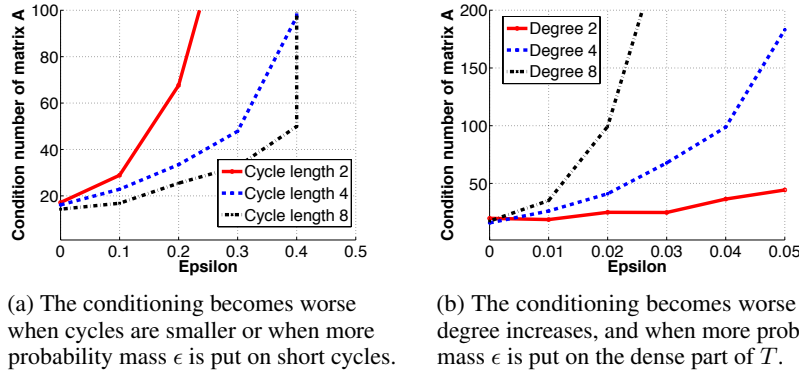 100
80
60
40
20
Condition number of matrix A
0 0.1 0.2 0.3 0.4 0.5
Epsilon
Cycle length 2
Cycle length 4
Cycle length 8
(a) The conditioning becomes worse
when cycles are smaller or when more
probability mass ϵ is put on short cycles.
200
150
100
50
Condition number of matrix A
0 0.01 0.02 0.03 0.04 0.05
Epsilon
Degree 2
Degree 4
Degree 8
(b) The conditioning becomes worse
degree increases, and when more prob
mass ϵ is put on the dense part of T.